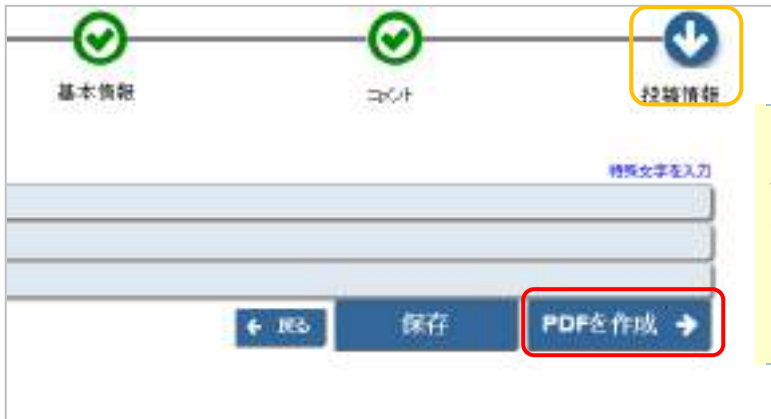 基本情報
コメント
投稿情報
特殊文字を入力
戻る
保存
PDFを作成